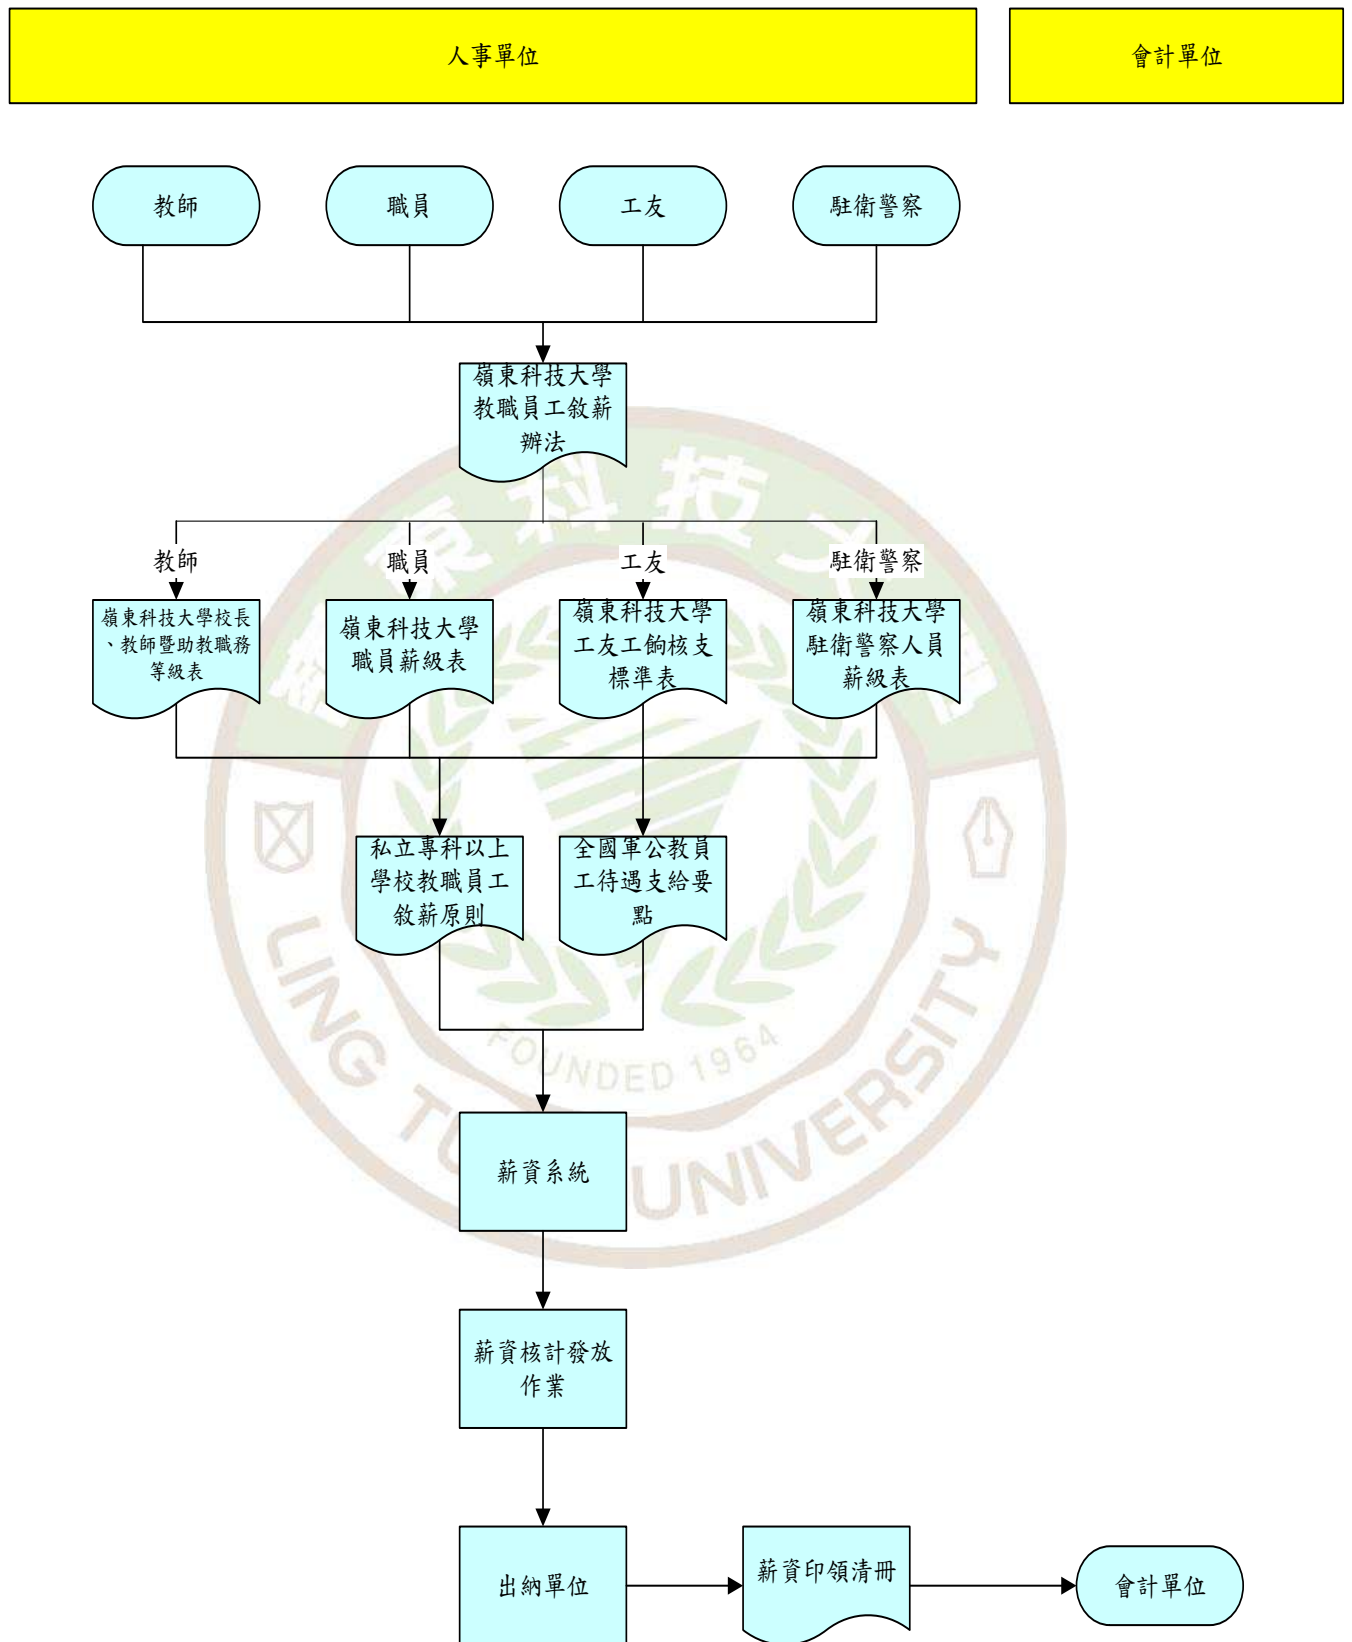 人事單位
會計單位
教師
職員
工友
駐衛警察
嶺東科技大學
教職員工敘薪
辦法
教師
職員
工友
駐衛警察
嶺東科技大學校長
、教師暨助教職務
等級表
嶺東科技大學
職員薪級表
嶺東科技大學
工友工餉核支
標準表
嶺東科技大學
駐衛警察人員
薪級表
私立專科以上
學校教職員工
敘薪原則
全國軍公教員
工待遇支給要
點
FOUNDED 1964
LING TUNG UNIVERSITY
薪資系統
薪資核計發放
作業
出納單位
薪資印領清冊
會計單位